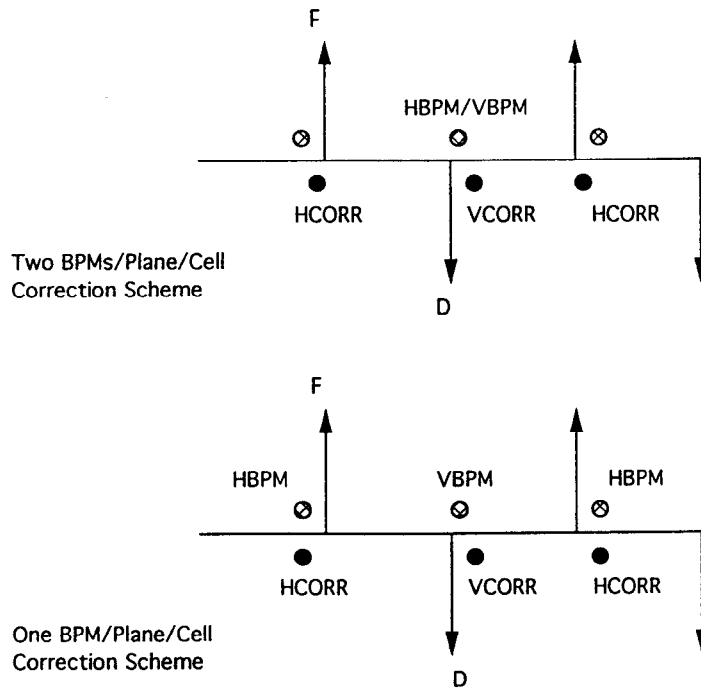 F
HBPM/VBPM
HCORR
VCORR
HCORR
Two BPMs/Plane/Cell
Correction Scheme
D
F
HBPM
VBPM
HBPM
HCORR
VCORR
HCORR
One BPM/Plane/Cell
Correction Scheme
D